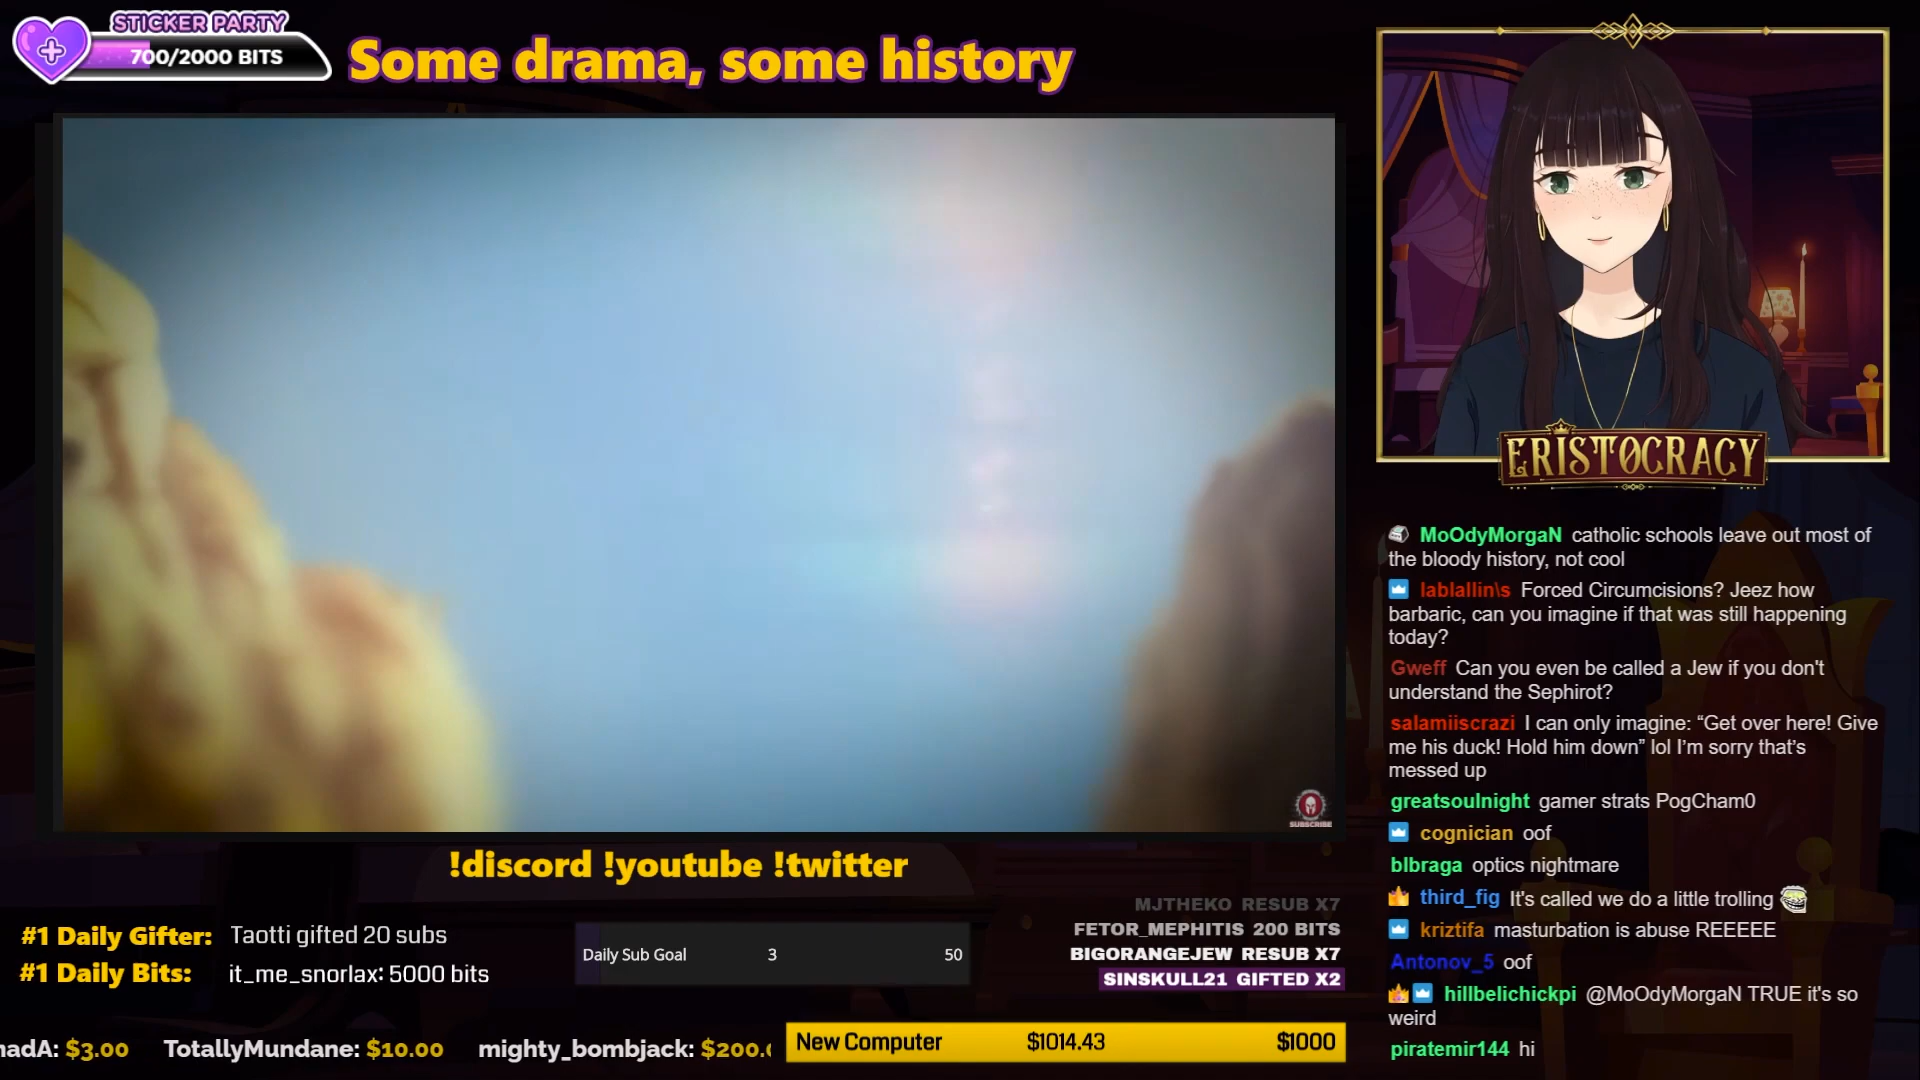 STICKER PARTY
700/2000 BITS
Some drama, some history
ERISTOCRACY
MoOdyMorgaN catholic schools leave out most of
the bloody history, not cool
lablallin\s Forced Circumcisions? Jeez how
barbaric, can you imagine if that was still happening
today?
Gweff Can you even be called a Jew if you don't
understand the Sephirot?
salamiiscrazi I can only imagine: “Get over here! Give
me his duck! Hold him down” lol I’m sorry that’s
messed up
greatsoulnight gamer strats PogCham0
cognician oof
blbraga optics nightmare
third_fig It's called we do a little trolling
kriztifa masturbation is abuse REEEEE
Antonov_5 oof
hillbelichickpi @MoOdyMorgaN TRUE it's so
weird
piratemir144 hi
SUBSCRIBE
!discord !youtube !twitter
#1 Daily Gifter: Taotti gifted 20 subs
#1 Daily Bits: it_me_snorlax: 5000 bits
Daily Sub Goal 3 50
MJTHEKO RESUB X7
FETOR_MEPHITIS 200 BITS
BIGORANGEJEW RESUB X7
SINSKULL21 GIFTED X2
nadA: $3.00 TotallyMundane: $10.00 mighty_bombjack: $200.0
New Computer $1014.43 $1000